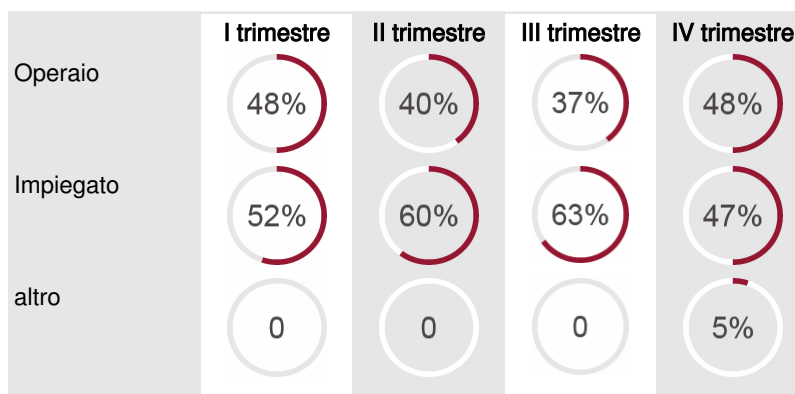 I trimestre II trimestre III trimestre IV trimestre
Operaio 48% 40% 37% 48%
Impiegato 52% 60% 63% 47%
altro 0 0 0 5%